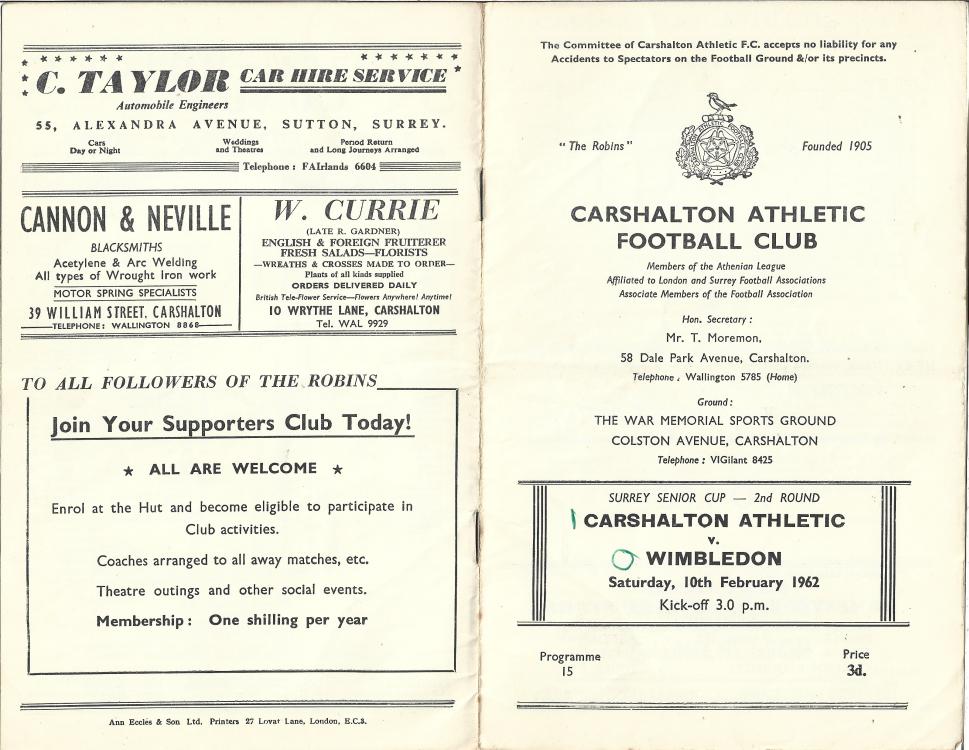 C. TAYLOR CAR HIRE SERVICE
Automobile Engineers
55, ALEXANDRA AVENUE, SUTTON, SURREY.
Cars Day or Night
Weddings and Theatres
Period Return and Long Journeys Arranged
Telephone : FAIrlands 6604
CANNON & NEVILLE
BLACKSMITHS
Acetylene & Arc Welding
All types of Wrought Iron work
MOTOR SPRING SPECIALISTS
39 WILLIAM STREET, CARSHALTON
TELEPHONE: WALLINGTON 8868
W. CURRIE
(LATE R. GARDNER)
ENGLISH & FOREIGN FRUITERER
FRESH SALADS—FLORISTS
—WREATHS & CROSSES MADE TO ORDER—
Plants of all kinds supplied
ORDERS DELIVERED DAILY
British Tele-Flower Service—Flowers Anywhere! Anytime!
10 WRYTHE LANE, CARSHALTON
Tel. WAL 9929
TO ALL FOLLOWERS OF THE ROBINS
Join Your Supporters Club Today!
★ ALL ARE WELCOME ★
Enrol at the Hut and become eligible to participate in
Club activities.
Coaches arranged to all away matches, etc.
Theatre outings and other social events.
Membership : One shilling per year
Ann Eccles & Son Ltd. Printers 27 Lovat Lane, London, E.C.3.
The Committee of Carshalton Athletic F.C. accepts no liability for any
Accidents to Spectators on the Football Ground &/or its precincts.
"The Robins"
Founded 1905
CARSHALTON ATHLETIC
FOOTBALL CLUB
Members of the Athenian League
Affiliated to London and Surrey Football Associations
Associate Members of the Football Association
Hon. Secretary :
Mr. T. Moremon,
58 Dale Park Avenue, Carshalton.
Telephone . Wallington 5785 (Home)
Ground :
THE WAR MEMORIAL SPORTS GROUND
COLSTON AVENUE, CARSHALTON
Telephone : VIGilant 8425
SURREY SENIOR CUP — 2nd ROUND
1 CARSHALTON ATHLETIC
v.
0 WIMBLEDON
Saturday, 10th February 1962
Kick-off 3.0 p.m.
Programme
15
Price
3d.